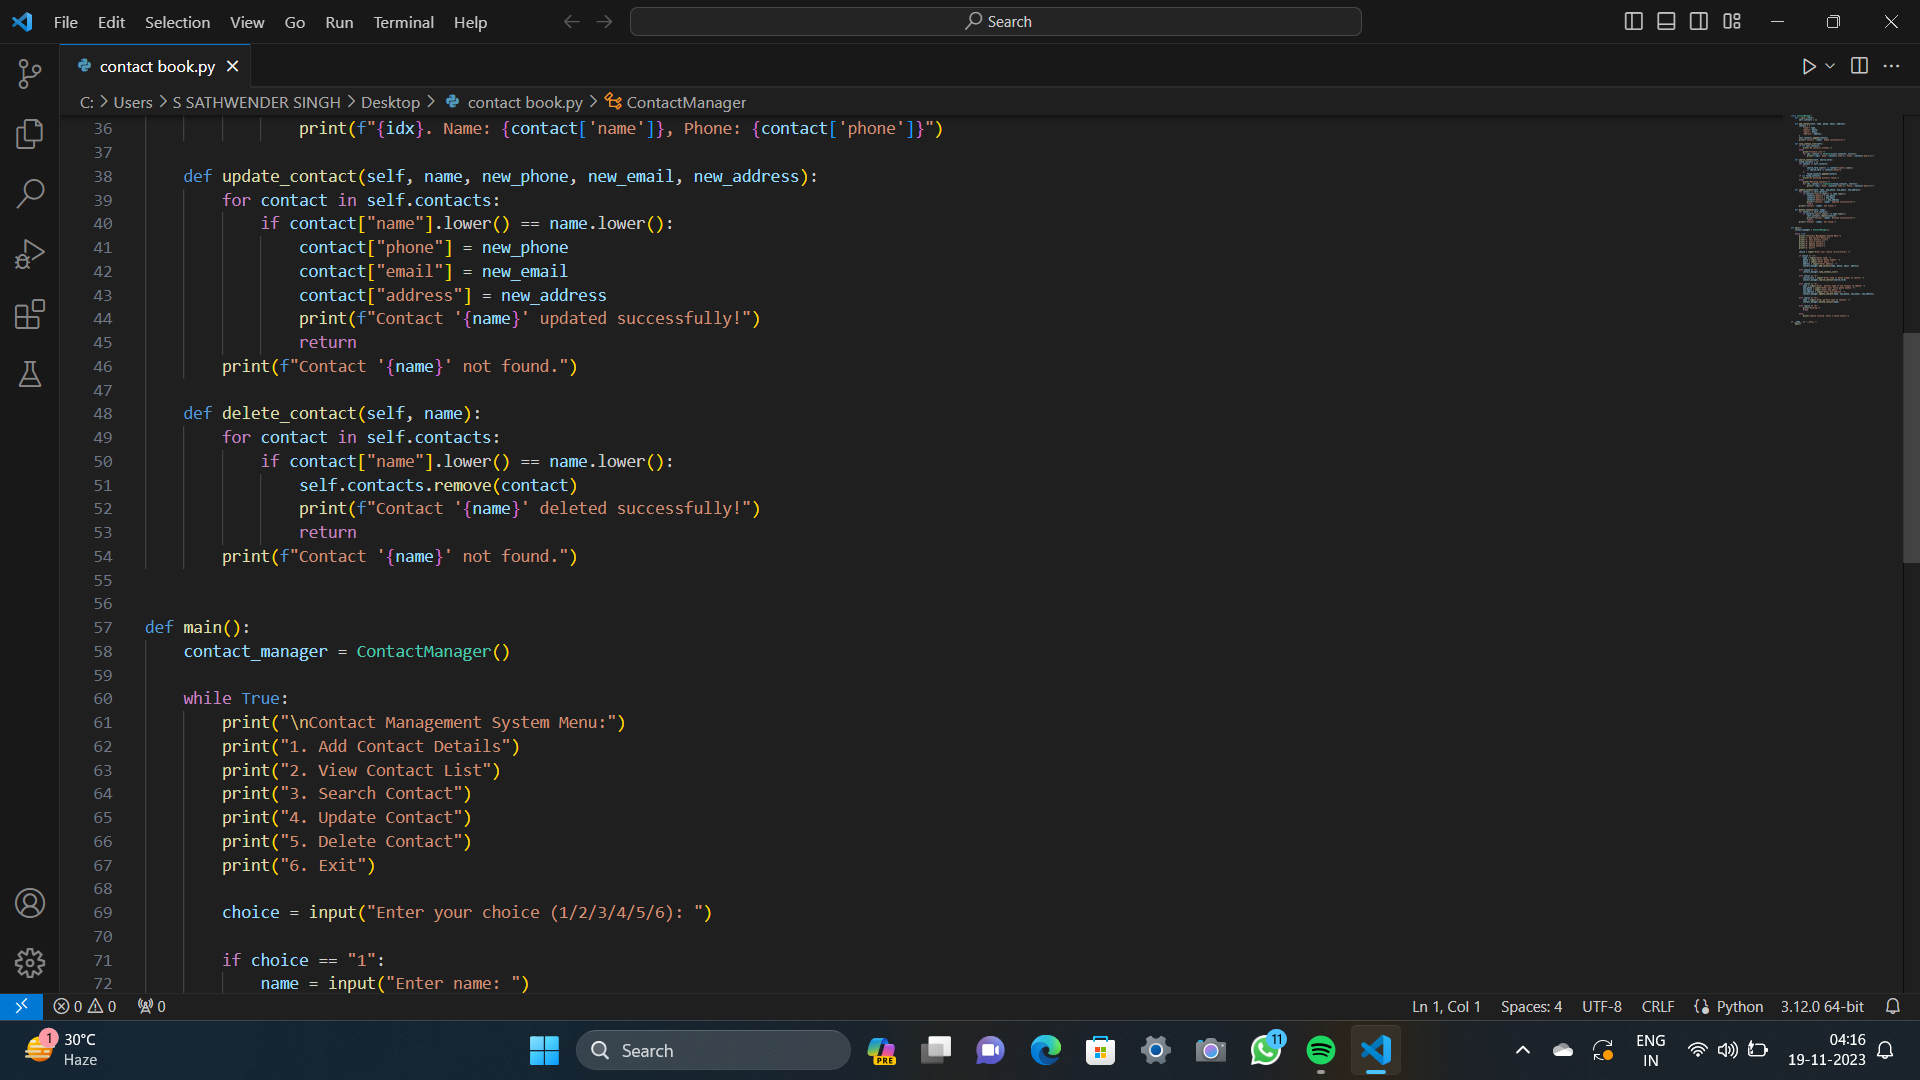 File Edit Selection View Go Run Terminal Help Search
contact book.py
C: > Users > S SATHWENDER SINGH > Desktop > contact book.py > ContactManager
36 print(f"{idx}. Name: {contact['name']}, Phone: {contact['phone']}")
37
38 def update_contact(self, name, new_phone, new_email, new_address):
39 for contact in self.contacts:
40 if contact["name"].lower() == name.lower():
41 contact["phone"] = new_phone
42 contact["email"] = new_email
43 contact["address"] = new_address
44 print(f"Contact '{name}' updated successfully!")
45 return
46 print(f"Contact '{name}' not found.")
47
48 def delete_contact(self, name):
49 for contact in self.contacts:
50 if contact["name"].lower() == name.lower():
51 self.contacts.remove(contact)
52 print(f"Contact '{name}' deleted successfully!")
53 return
54 print(f"Contact '{name}' not found.")
55
56
57 def main():
58 contact_manager = ContactManager()
59
60 while True:
61 print("\nContact Management System Menu:")
62 print("1. Add Contact Details")
63 print("2. View Contact List")
64 print("3. Search Contact")
65 print("4. Update Contact")
66 print("5. Delete Contact")
67 print("6. Exit")
68
69 choice = input("Enter your choice (1/2/3/4/5/6): ")
70
71 if choice == "1":
72 name = input("Enter name: ")
0 0 0 Ln 1, Col 1 Spaces: 4 UTF-8 CRLF Python 3.12.0 64-bit
1 30°C Haze
Search
PRE
11
ENG IN
04:16
19-11-2023